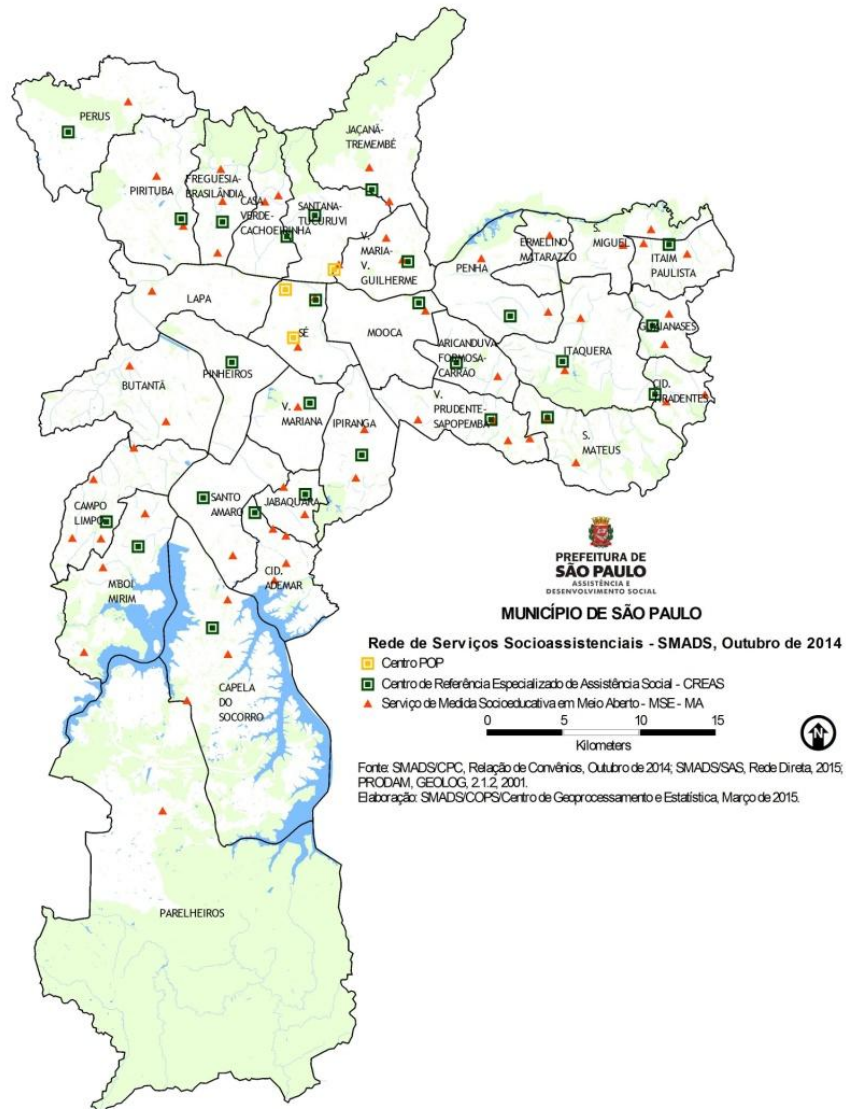 PERUS
JAÇANÃ-
TREMEMBÉ
PIRITUBA
FREGUESIA-
BRASILÂNDIA
CASA
VERDE-
CACHOEIRINHA
SANTANA-
TUCURUVI
V.
MARIA-
V.
GUILHERME
PENHA
ERMELINO
MATARAZZO
S.
MIGUEL
ITAIM
PAULISTA
LAPA
SÉ
MOOCA
ARICANDUVA-
FORMOSA-
CARRÃO
ITAQUERA
GUAIANASES
BUTANTÃ
PINHEIROS
V.
MARIANA
IPIRANGA
V.
PRUDENTE-
SAPOPEMBA
CID.
TIRADENTES
S.
MATEUS
CAMPO
LIMPO
SANTO
AMARO
JABAQUARA
M'BOI
MIRIM
CID.
ADEMAR
CAPELA
DO
SOCORRO
PARELHEIROS
PREFEITURA DE
SÃO PAULO
ASSISTÊNCIA E
DESENVOLVIMENTO SOCIAL
MUNICÍPIO DE SÃO PAULO
Rede de Serviços Socioassistenciais - SMADS, Outubro de 2014
Centro POP
Centro de Referência Especializado de Assistência Social - CREAS
Serviço de Medida Socioeducativa em Meio Aberto - MSE - MA
0 5 10 15
Kilometers
N
Fonte: SMADS/CPC, Relação de Convênios, Outubro de 2014; SMADS/SAS, Rede Direta, 2015;
PRODAM, GEOLOG, 2.1.2, 2001.
Elaboração: SMADS/COPS/Centro de Geoprocessamento e Estatística, Março de 2015.